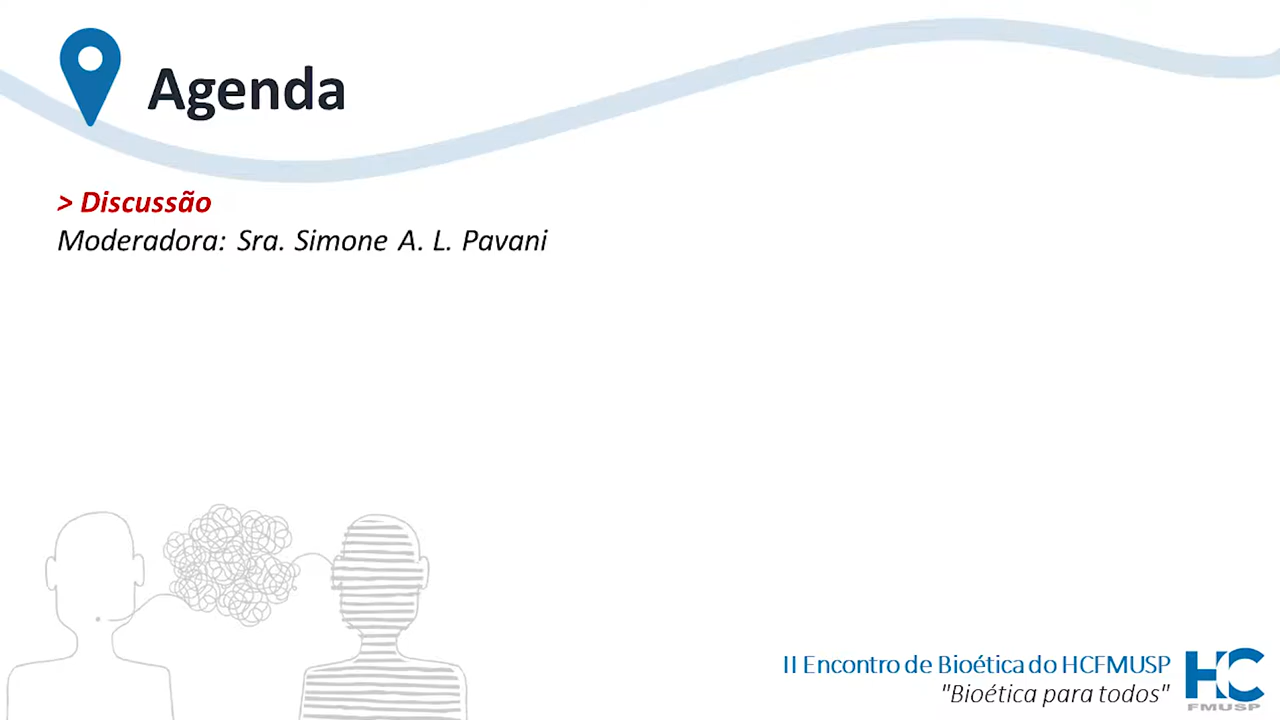 Agenda
> Discussão
Moderadora: Sra. Simone A. L. Pavani
II Encontro de Bioética do HCFMUSP
"Bioética para todos"
HC
FMUSP